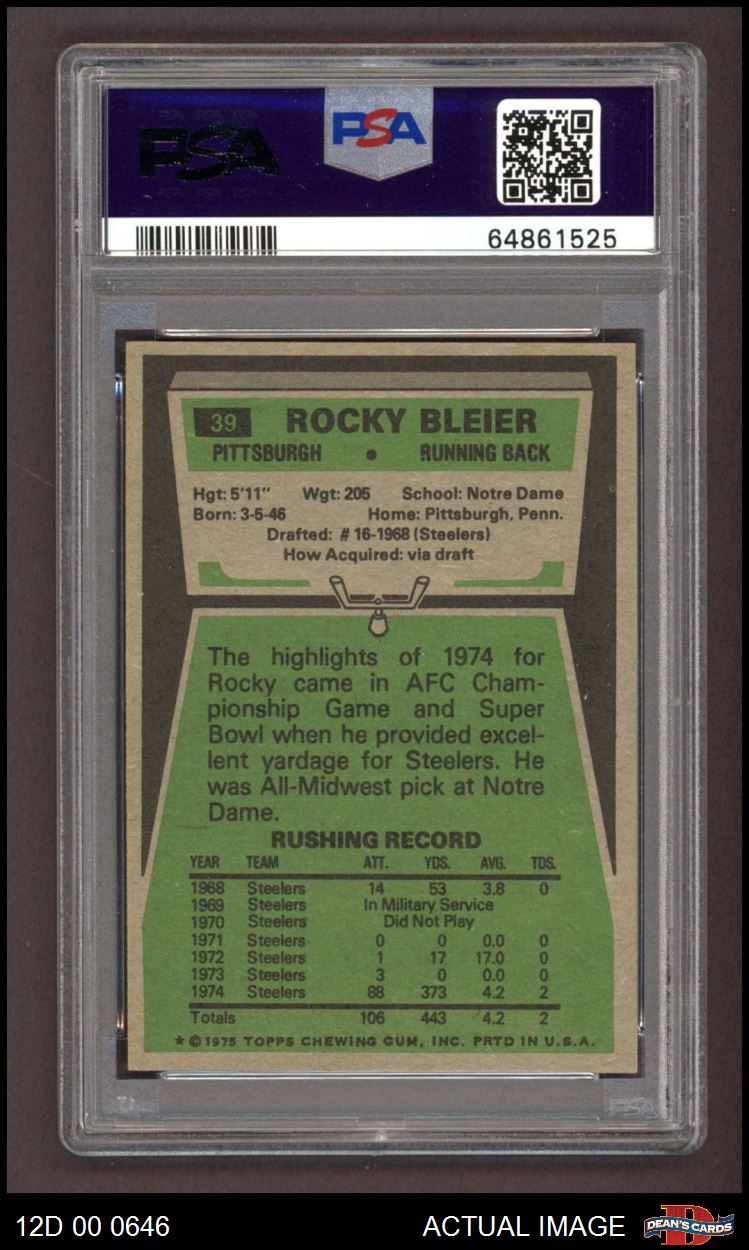 PSA
PSA
64861525
39 ROCKY BLEIER
PITTSBURGH • RUNNING BACK
Hgt: 5'11" Wgt: 205 School: Notre Dame
Born: 3-5-46 Home: Pittsburgh, Penn.
Drafted: # 16-1968 (Steelers)
How Acquired: via draft
The highlights of 1974 for
Rocky came in AFC Cham-
pionship Game and Super
Bowl when he provided excel-
lent yardage for Steelers. He
was All-Midwest pick at Notre
Dame.
RUSHING RECORD
YEAR TEAM ATT. YDS. AVG. TDS.
1968 Steelers 14 53 3.8 0
1969 Steelers In Military Service
1970 Steelers Did Not Play
1971 Steelers 0 0 0.0 0
1972 Steelers 1 17 17.0 0
1973 Steelers 3 0 0.0 0
1974 Steelers 88 373 4.2 2
Totals 106 443 4.2 2
* © 1975 TOPPS CHEWING GUM, INC. PRTD IN U.S.A.
PSA
12D 00 0646 ACTUAL IMAGE DEAN'S CARDS